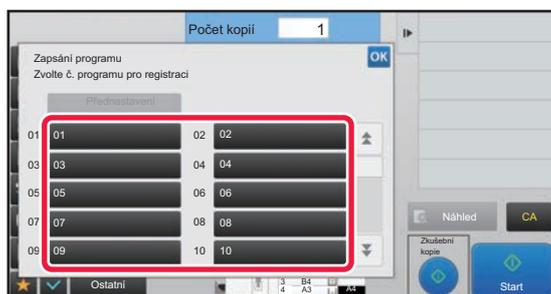 Počet kopií 1
Zapsání programu
OK
Zvolte č. programu pro registraci
Přednastavení
01 01 02 02
03 03 04 04
05 05 06 06
07 07 08 08
09 09 10 10
Náhled CA
Zkušební
kopie
Start
Ostatní
3 B4
4 A3 A4